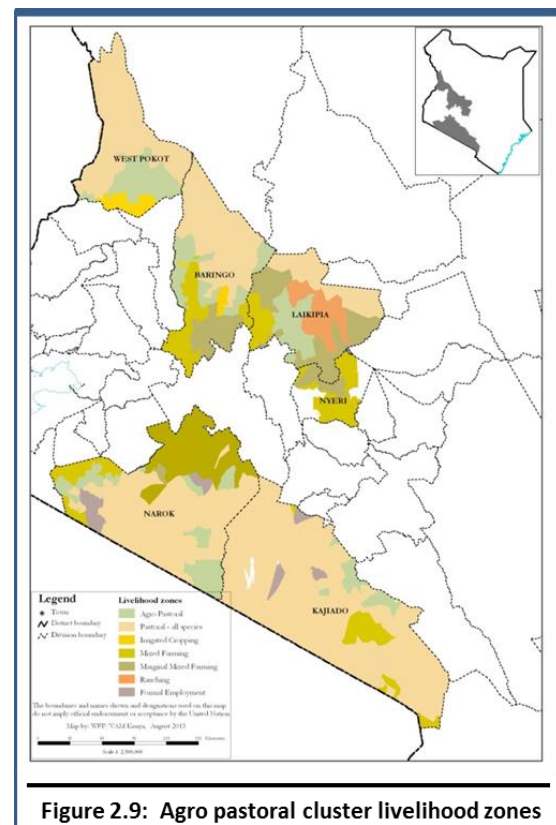 WEST POKOT
BARINGO
LAIKIPIA
NYERI
NAROK
KAJIADO
Legend
Town
District boundary
Division boundary
Livelihood zones
Agro Pastoral
Pastoral - all species
Irrigated Cropping
Mixed Farming
Marginal Mixed Farming
Ranching
Formal Employment
The boundaries and names shown and designations used on this map
do not imply official endorsement or acceptance by the United Nation
Map by: WFP/VAM Kenya, August 2013
Kilometers
Scale 1: 2,500,000
Figure 2.9: Agro pastoral cluster livelihood zones